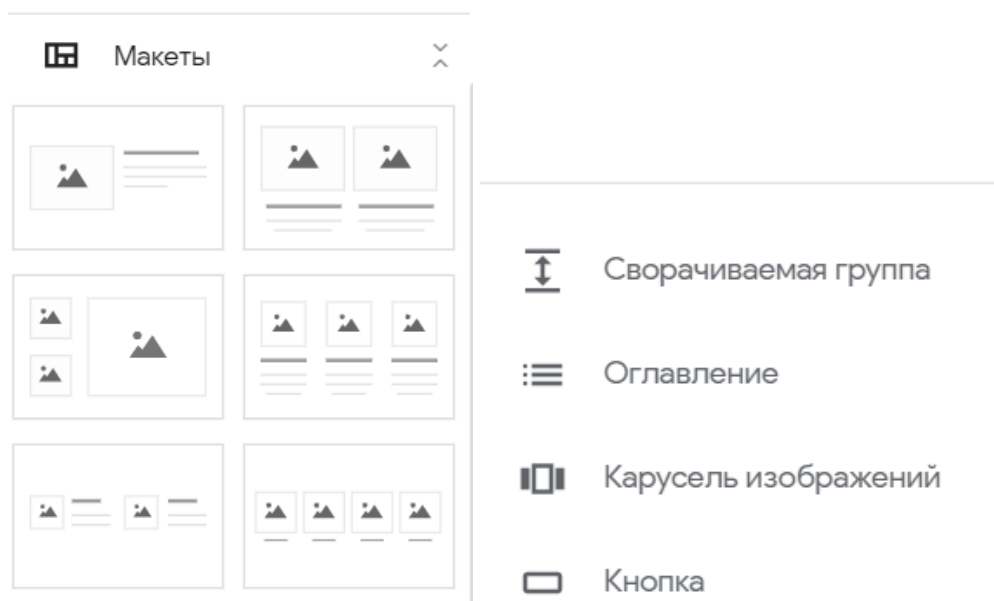 Макеты
Сворачиваемая группа
Оглавление
Карусель изображений
Кнопка